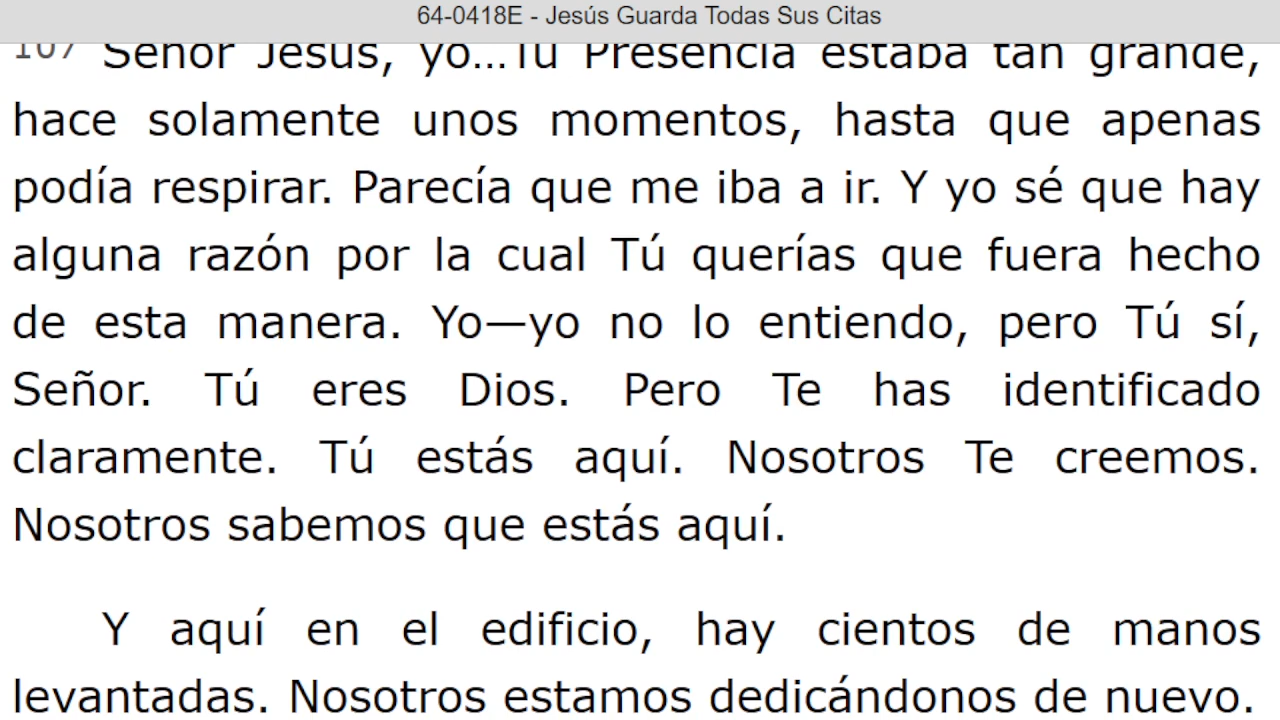 64-0418E - Jesús Guarda Todas Sus Citas
107 Señor Jesús, yo...Tú Presencia estaba tan grande,
hace solamente unos momentos, hasta que apenas
podía respirar. Parecía que me iba a ir. Y yo sé que hay
alguna razón por la cual Tú querías que fuera hecho
de esta manera. Yo—yo no lo entiendo, pero Tú sí,
Señor. Tú eres Dios. Pero Te has identificado
claramente. Tú estás aquí. Nosotros Te creemos.
Nosotros sabemos que estás aquí.
Y aquí en el edificio, hay cientos de manos
levantadas. Nosotros estamos dedicándonos de nuevo.